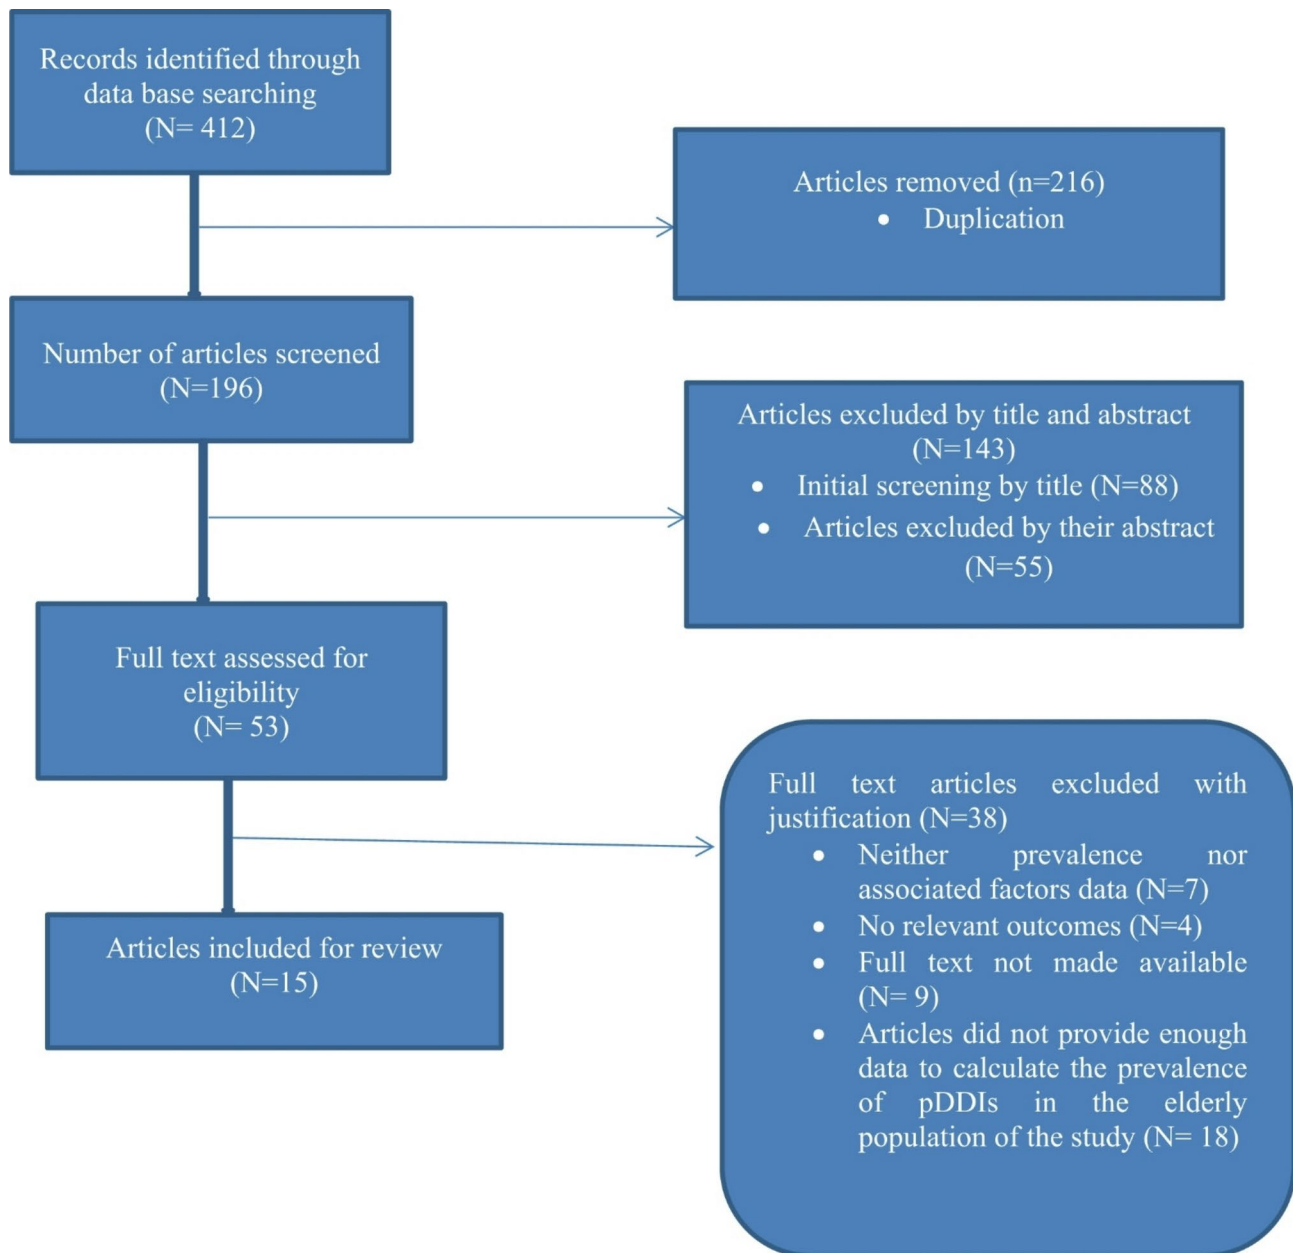 Records identified through
data base searching
(N= 412)
Articles removed (n=216)
• Duplication
Number of articles screened
(N=196)
Articles excluded by title and abstract
(N=143)
• Initial screening by title (N=88)
• Articles excluded by their abstract
(N=55)
Full text assessed for
eligibility
(N= 53)
Full text articles excluded with
justification (N=38)
• Neither prevalence nor
associated factors data (N=7)
• No relevant outcomes (N=4)
• Full text not made available
(N= 9)
• Articles did not provide enough
data to calculate the prevalence
of pDDIs in the elderly
population of the study (N= 18)
Articles included for review
(N=15)